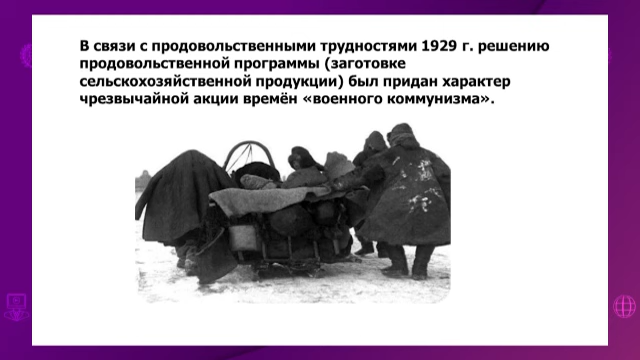 В связи с продовольственными трудностями 1929 г. решению
продовольственной программы (заготовке
сельскохозяйственной продукции) был придан характер
чрезвычайной акции времён «военного коммунизма».